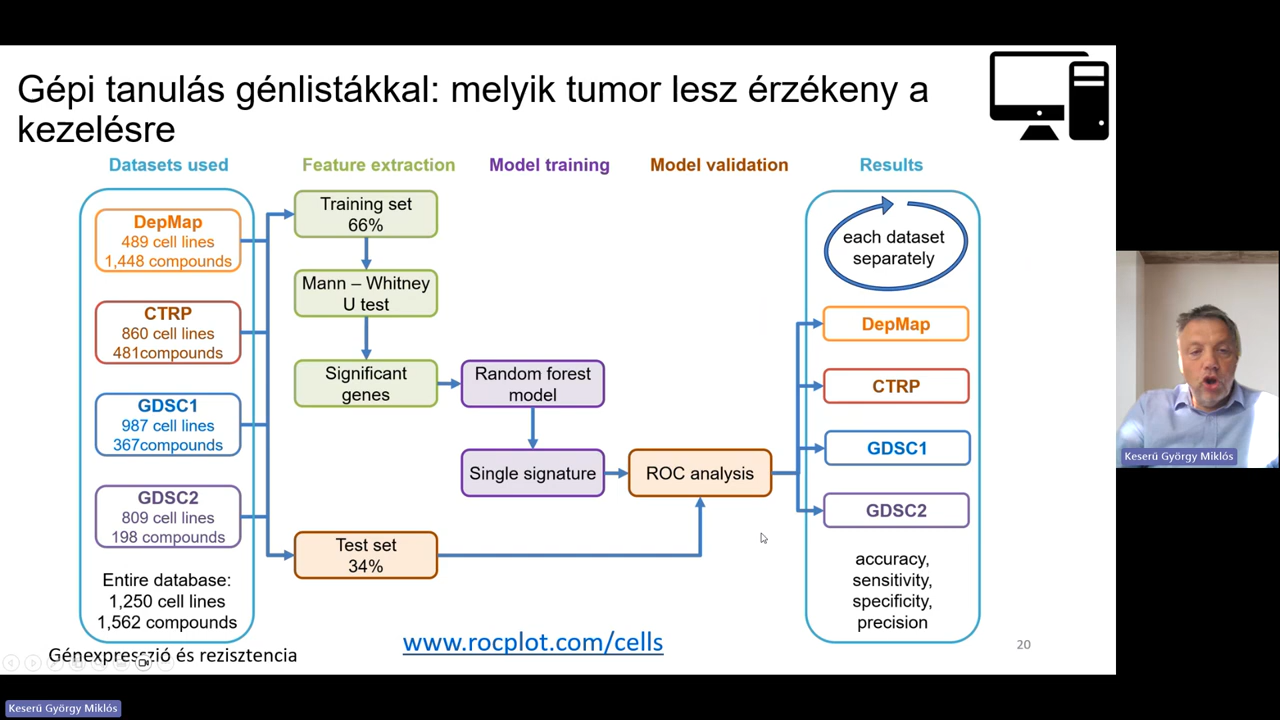 Gépi tanulás génlistákkal: melyik tumor lesz érzékeny a
kezelésre
Datasets used
Feature extraction
Model training
Model validation
Results
DepMap
489 cell lines
1,448 compounds
CTRP
860 cell lines
481compounds
GDSC1
987 cell lines
367compounds
GDSC2
809 cell lines
198 compounds
Entire database:
1,250 cell lines
1,562 compounds
Training set
66%
Mann – Whitney
U test
Significant
genes
Test set
34%
Random forest
model
Single signature
ROC analysis
each dataset
separately
DepMap
CTRP
GDSC1
GDSC2
accuracy,
sensitivity,
specificity,
precision
www.rocplot.com/cells
20
Génexpresszió és rezisztencia
Keserű György Miklós
Keserű György Miklós